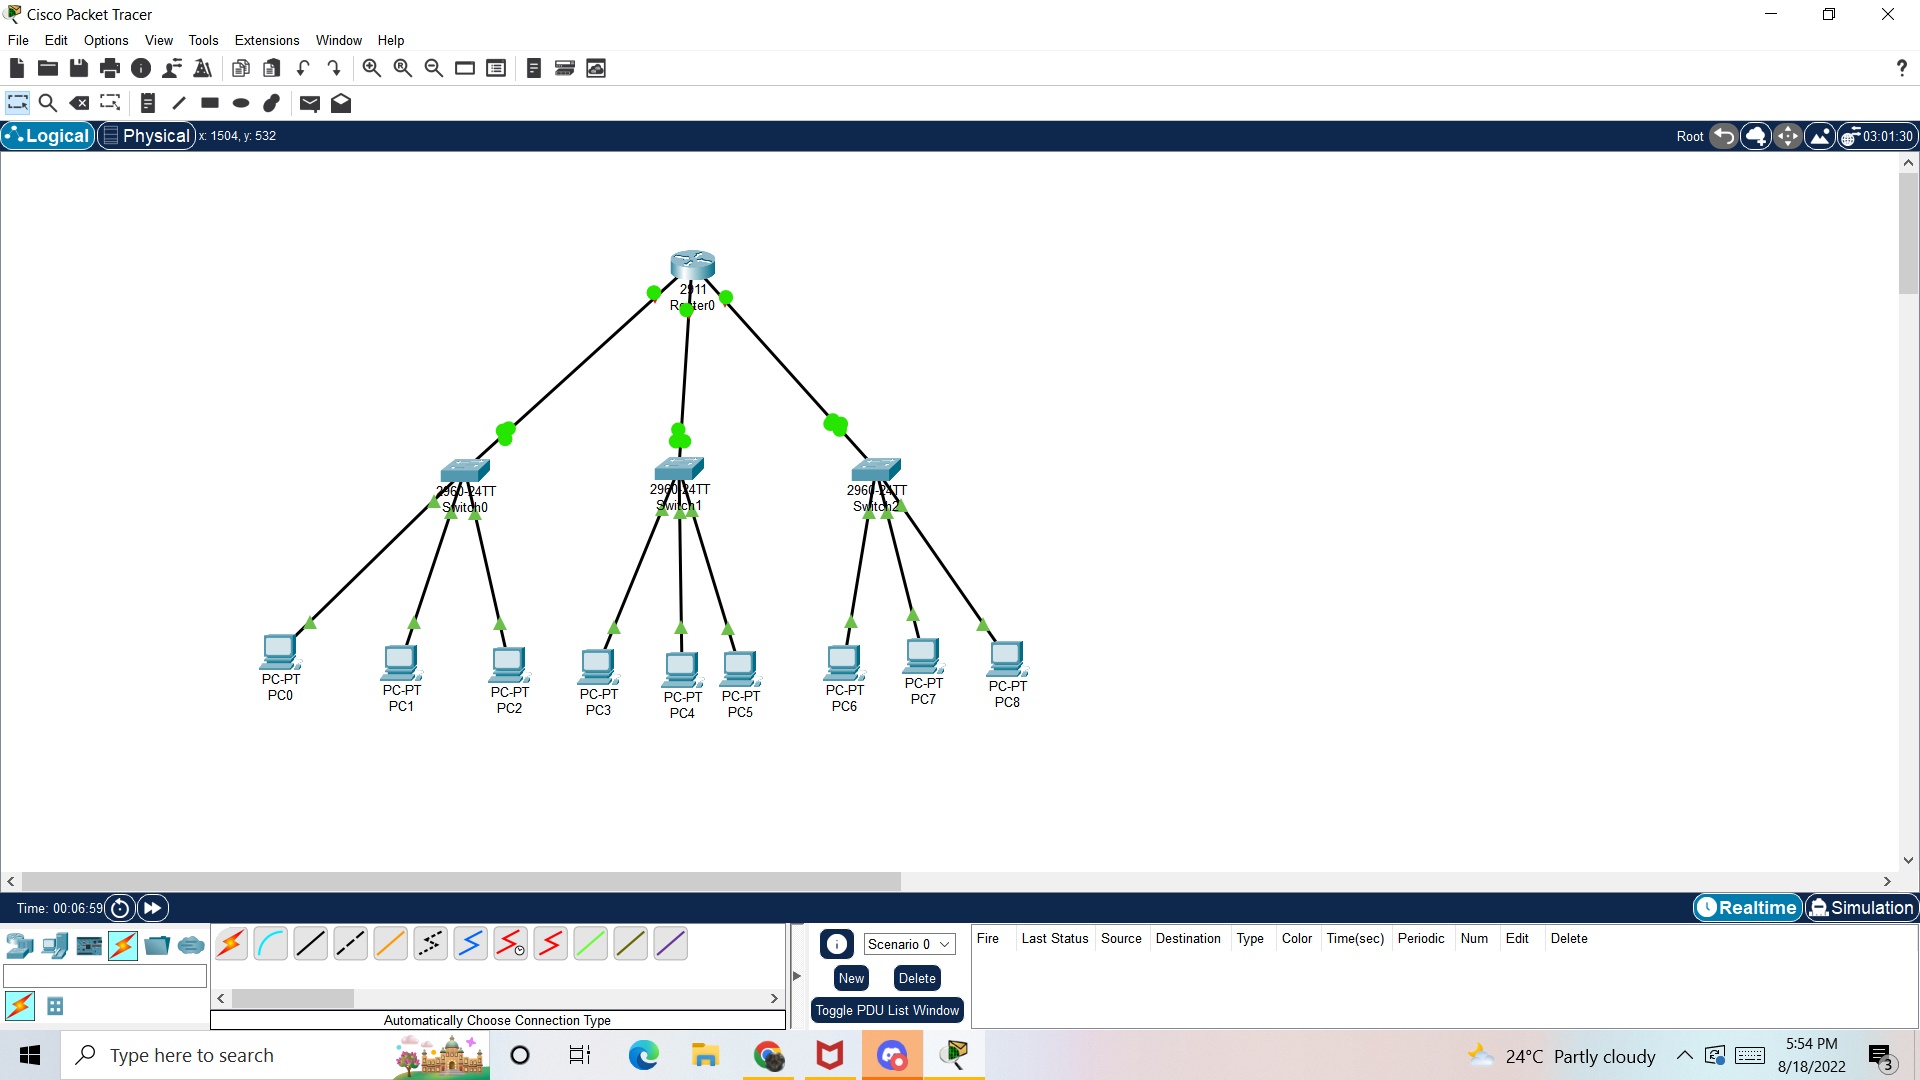 Cisco Packet Tracer
File Edit Options View Tools Extensions Window Help
?
Logical Physical x: 1504, y: 532 Root 03:01:30
2911
Router0
2960-24TT
Switch0
2960-24TT
Switch1
2960-24TT
Switch2
PC-PT
PC0
PC-PT
PC1
PC-PT
PC2
PC-PT
PC3
PC-PT
PC4
PC-PT
PC5
PC-PT
PC6
PC-PT
PC7
PC-PT
PC8
Time: 00:06:59 Realtime Simulation
Scenario 0
New Delete
Toggle PDU List Window
Fire Last Status Source Destination Type Color Time(sec) Periodic Num Edit Delete
Automatically Choose Connection Type
Type here to search
24°C Partly cloudy
5:54 PM
8/18/2022
3